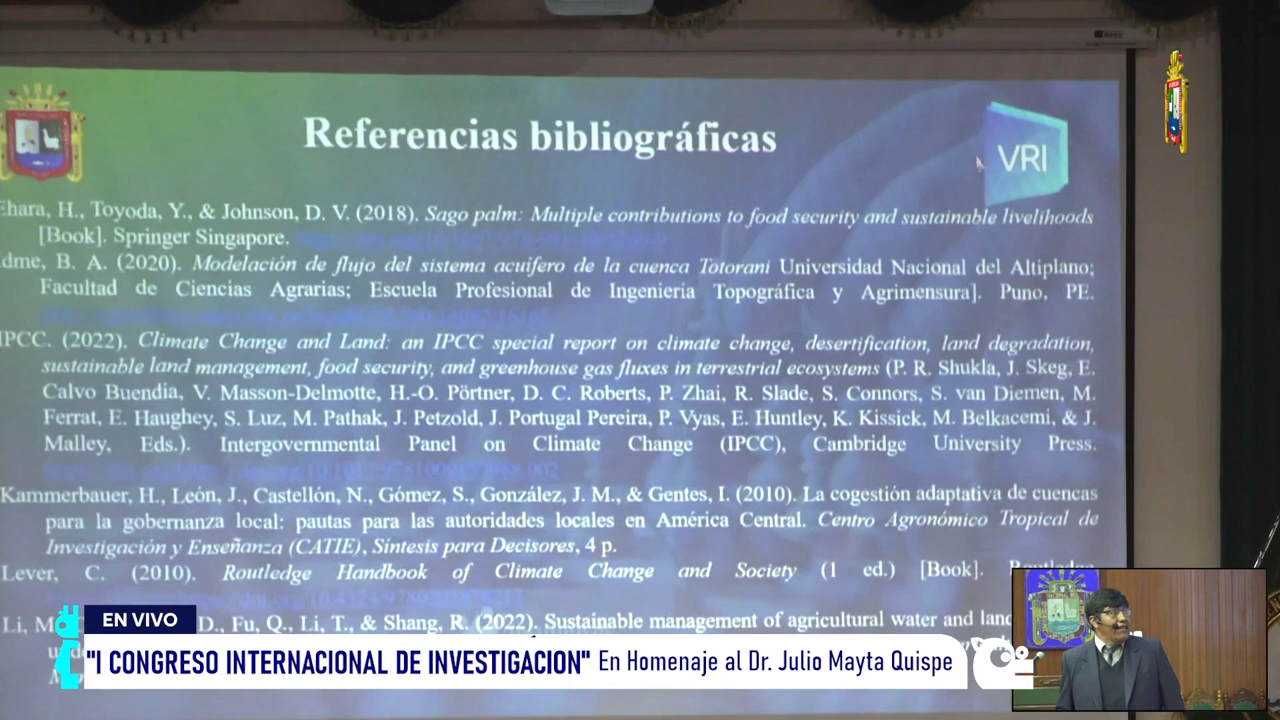 Referencias bibliográficas
VRI
Ehara, H., Toyoda, Y., & Johnson, D. V. (2018). Sago palm: Multiple contributions to food security and sustainable livelihoods
[Book]. Springer Singapore.
dme, B. A. (2020). Modelación de flujo del sistema acuífero de la cuenca Totorani Universidad Nacional del Altiplano;
Facultad de Ciencias Agrarias; Escuela Profesional de Ingeniería Topográfica y Agrimensura]. Puno, PE.
IPCC. (2022). Climate Change and Land: an IPCC special report on climate change, desertification, land degradation,
sustainable land management, food security, and greenhouse gas fluxes in terrestrial ecosystems (P. R. Shukla, J. Skeg, E.
Calvo Buendia, V. Masson-Delmotte, H.-O. Pörtner, D. C. Roberts, P. Zhai, R. Slade, S. Connors, S. van Diemen, M.
Ferrat, E. Haughey, S. Luz, M. Pathak, J. Petzold, J. Portugal Pereira, P. Vyas, E. Huntley, K. Kissick, M. Belkacemi, & J.
Malley, Eds.). Intergovernmental Panel on Climate Change (IPCC), Cambridge University Press.
Kammerbauer, H., León, J., Castellón, N., Gómez, S., González, J. M., & Gentes, I. (2010). La cogestión adaptativa de cuencas
para la gobernanza local: pautas para las autoridades locales en América Central. Centro Agronómico Tropical de
Investigación y Enseñanza (CATIE), Síntesis para Decisores, 4 p.
Lever, C. (2010). Routledge Handbook of Climate Change and Society (1 ed.) [Book]. Routledge
Li, M D., Fu, Q., Li, T., & Shang, R. (2022). Sustainable management of agricultural water and lan
EN VIVO
"I CONGRESO INTERNACIONAL DE INVESTIGACIÓN" En Homenaje al Dr. Julio Mayta Quispe